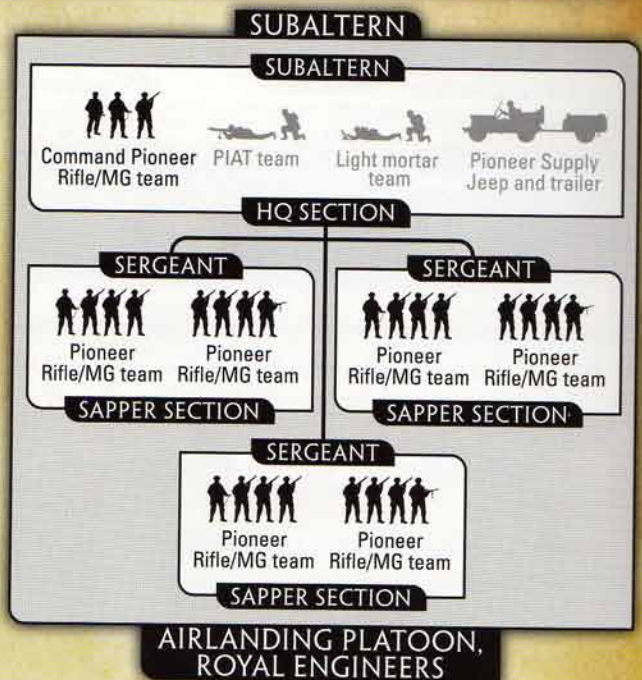 SUBALTERN
SUBALTERN
Command Pioneer
Rifle/MG team
PIAT team
Light mortar
team
Pioneer Supply
Jeep and trailer
HQ SECTION
SERGEANT
Pioneer
Rifle/MG team
Pioneer
Rifle/MG team
SAPPER SECTION
SERGEANT
Pioneer
Rifle/MG team
Pioneer
Rifle/MG team
SAPPER SECTION
SERGEANT
Pioneer
Rifle/MG team
Pioneer
Rifle/MG team
SAPPER SECTION
AIRLANDING PLATOON,
ROYAL ENGINEERS